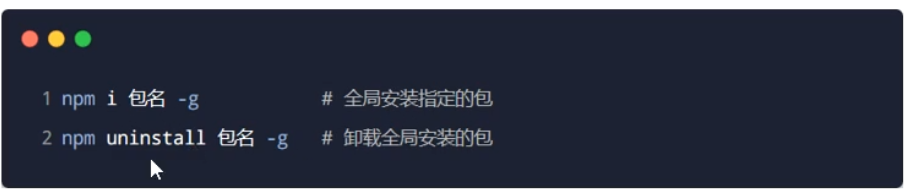 1 npm i 包名 -g # 全局安装指定的包
2 npm uninstall 包名 -g # 卸载全局安装的包